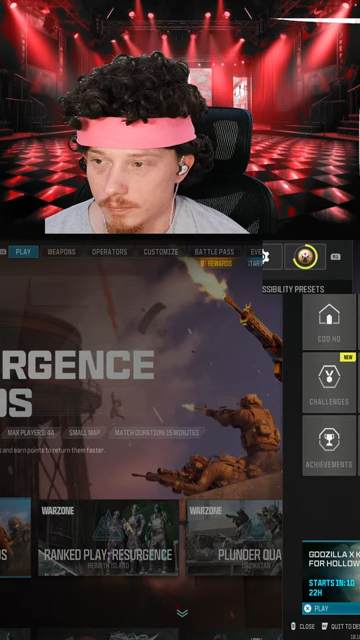 PLAY WEAPONS OPERATORS CUSTOMIZE BATTLE PASS
REWARDS
SSIBILITY PRESETS
COD HQ
NEW
CHALLENGES
ACHIEVEMENTS
RGENCE
DS
MAX PLAYERS: 44 SMALL MAP MATCH DURATION: 15 MINUTES
s and earn points to return them faster.
WARZONE
RANKED PLAY: RESURGENCE
REBIRTH ISLAND
WARZONE
PLUNDER QUA
GODZILLA X K
FOR HOLLOW
STARTS IN: 10
22H
PLAY
CLOSE
QUIT TO DE